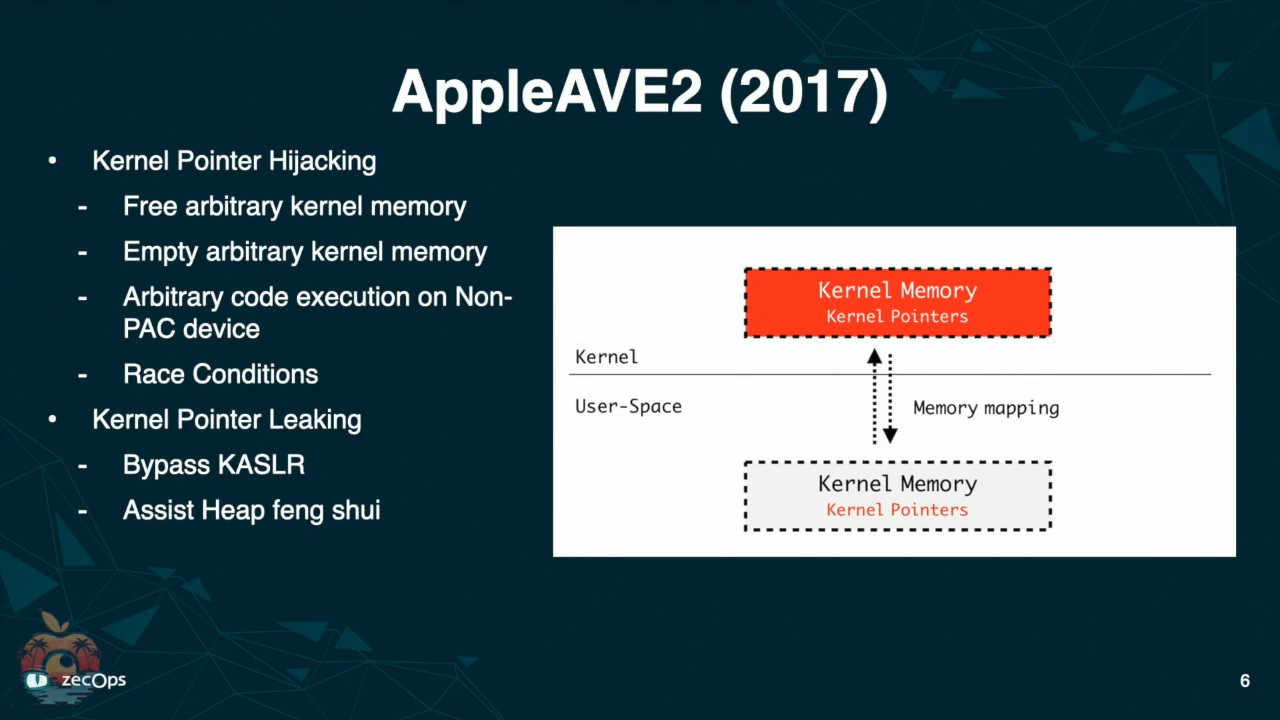 AppleAVE2 (2017)
• Kernel Pointer Hijacking
- Free arbitrary kernel memory
- Empty arbitrary kernel memory
- Arbitrary code execution on Non-
PAC device
- Race Conditions
• Kernel Pointer Leaking
- Bypass KASLR
- Assist Heap feng shui
Kernel Memory
Kernel Pointers
Kernel
User-Space
Memory mapping
Kernel Memory
Kernel Pointers
zecOps
6